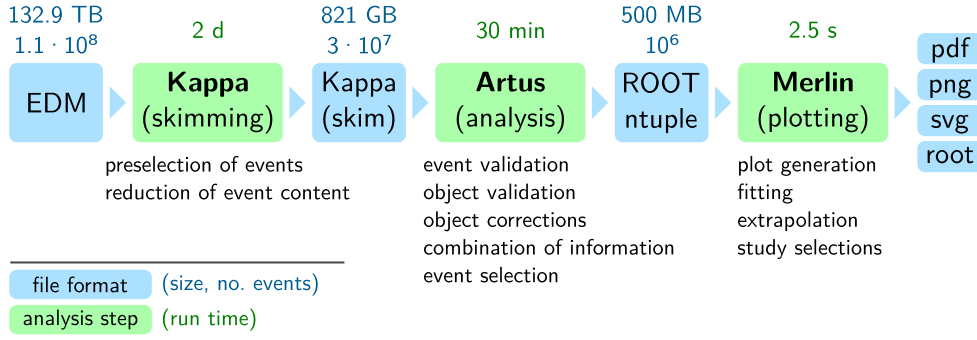 132.9 TB
1.1 · 10⁸
2 d
821 GB
3 · 10⁷
30 min
500 MB
10⁶
2.5 s
EDM
Kappa
(skimming)
Kappa
(skim)
Artus
(analysis)
ROOT
ntuple
Merlin
(plotting)
pdf
png
svg
root
preselection of events
reduction of event content
event validation
object validation
object corrections
combination of information
event selection
plot generation
fitting
extrapolation
study selections
file format (size, no. events)
analysis step (run time)